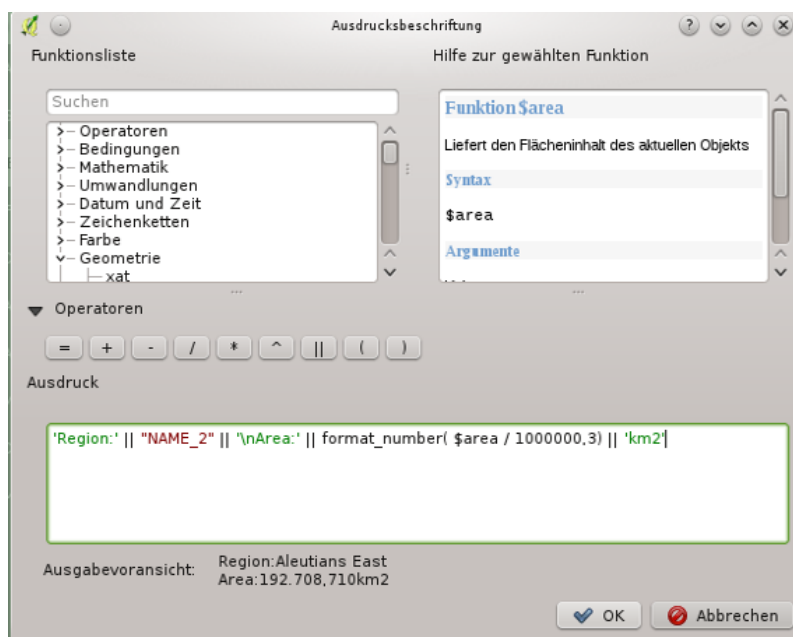 Ausdrucksbeschriftung
Funktionsliste
Hilfe zur gewählten Funktion
Suchen
Operatoren
Bedingungen
Mathematik
Umwandlungen
Datum und Zeit
Zeichenketten
Farbe
Geometrie
xat
Funktion $area
Liefert den Flächeninhalt des aktuellen Objekts
Syntax
$area
Argumente
Operatoren
= + - / * ^ || ( )
Ausdruck
'Region:' || "NAME_2" || '\nArea:' || format_number( $area / 1000000,3) || 'km2'
Ausgabevoransicht:
Region:Aleutians East
Area:192.708,710km2
OK
Abbrechen